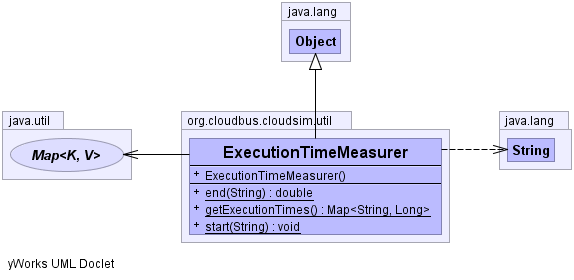 java.lang
Object
java.util
Map<K, V>
org.cloudbus.cloudsim.util
ExecutionTimeMeasurer
+ ExecutionTimeMeasurer()
+ end(String) : double
+ getExecutionTimes() : Map<String, Long>
+ start(String) : void
java.lang
String
yWorks UML Doclet